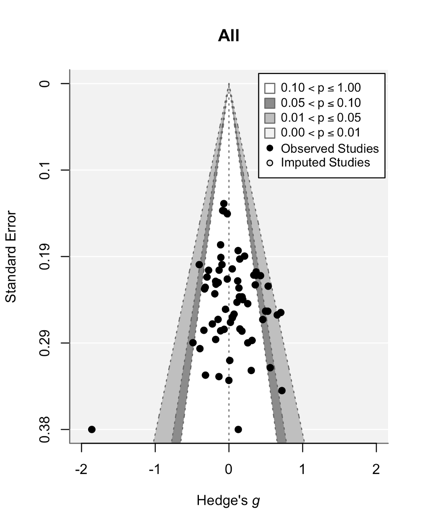 All
0.10 < p ≤ 1.00
0.05 < p ≤ 0.10
0.01 < p ≤ 0.05
0.00 < p ≤ 0.01
Observed Studies
Imputed Studies
Standard Error
0
0.1
0.19
0.29
0.38
-2
-1
0
1
2
Hedge's g